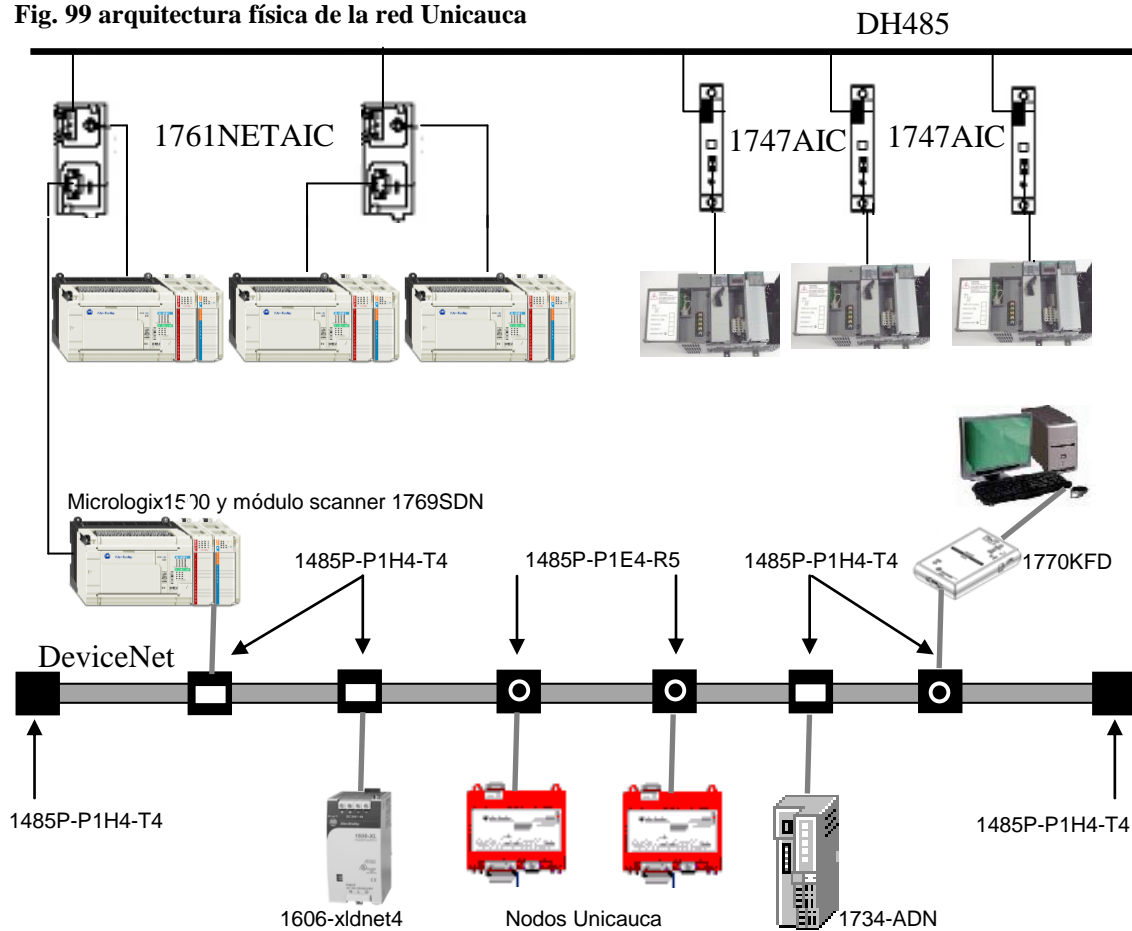 Fig. 99 arquitectura física de la red Unicauca
DH485
1761NETAIC
1747AIC
1747AIC
Micrologix1500 y módulo scanner 1769SDN
1485P-P1H4-T4
1485P-P1E4-R5
1485P-P1H4-T4
1770KFD
DeviceNet
1485P-P1H4-T4
1485P-P1H4-T4
1606-XL
1606-xldnet4
Nodos Unicauca
1734-ADN